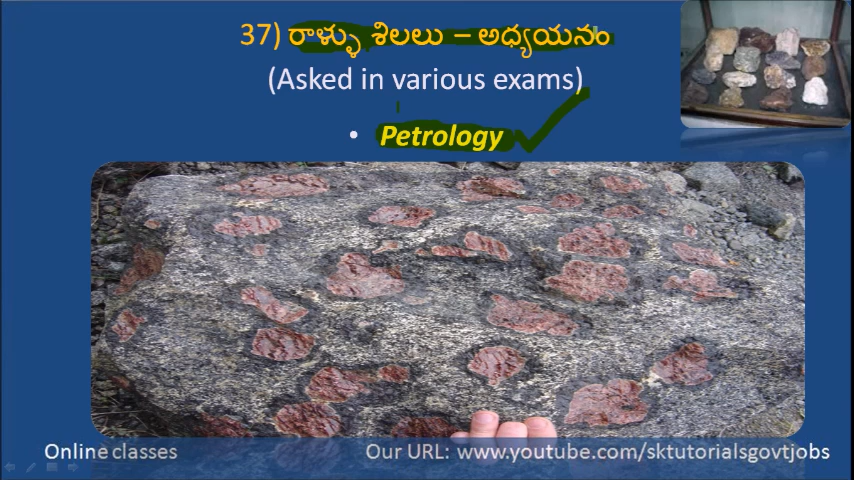 37) రాళ్ళు శిలలు – అధ్యయనం
(Asked in various exams)
• Petrology
Online classes
Our URL: www.youtube.com/sktutorialsgovtjobs